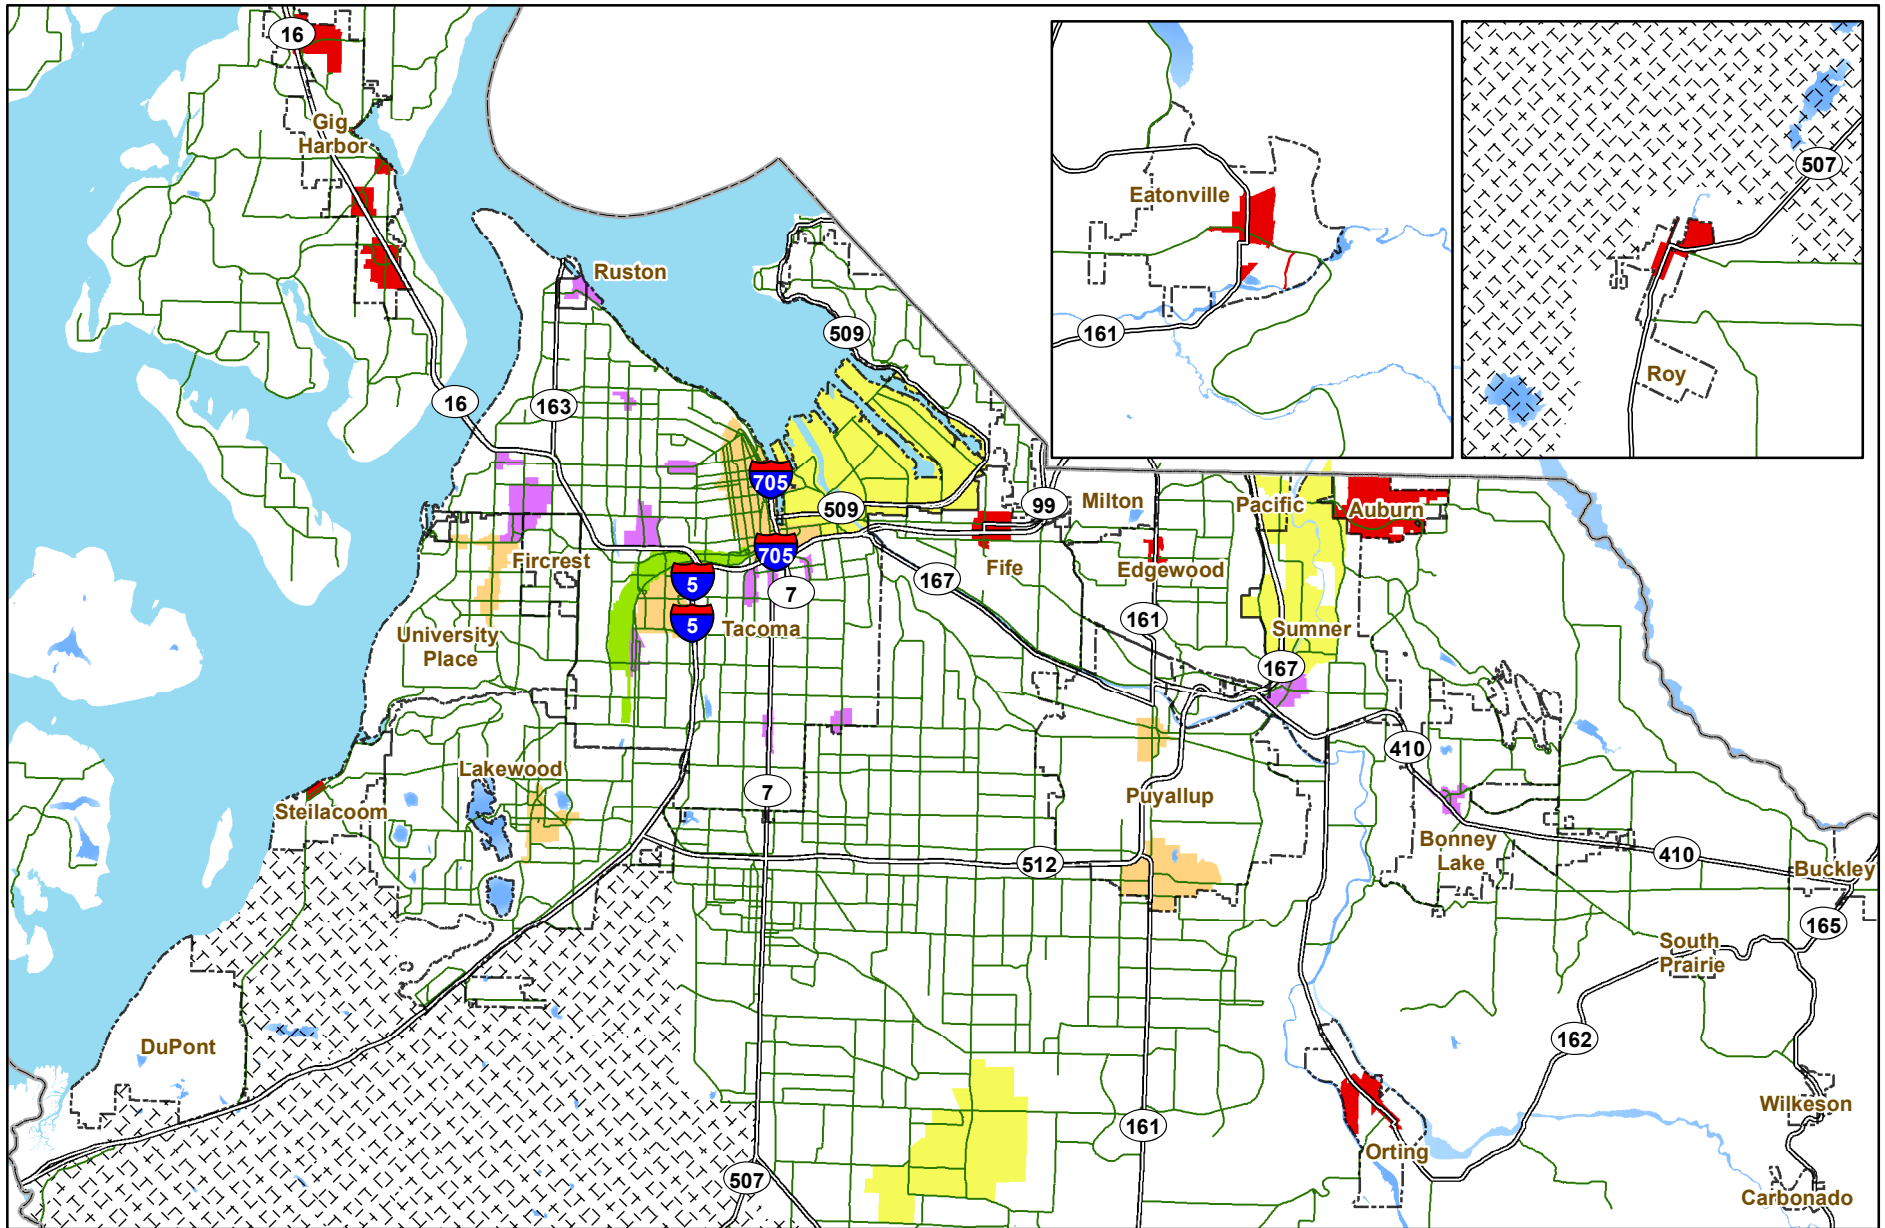 16
Gig
Harbor
Eatonville
161
507
Roy
Ruston
509
16
163
705
509
99
Milton
Pacific
Auburn
705
Fircrest
5
7
167
Fife
Edgewood
161
5
Tacoma
University
Place
Sumner
167
410
Lakewood
Steilacoom
7
Puyallup
512
Bonney
Lake
410
Buckley
165
South
Prairie
DuPont
162
161
Wilkeson
Orting
507
Carbonado